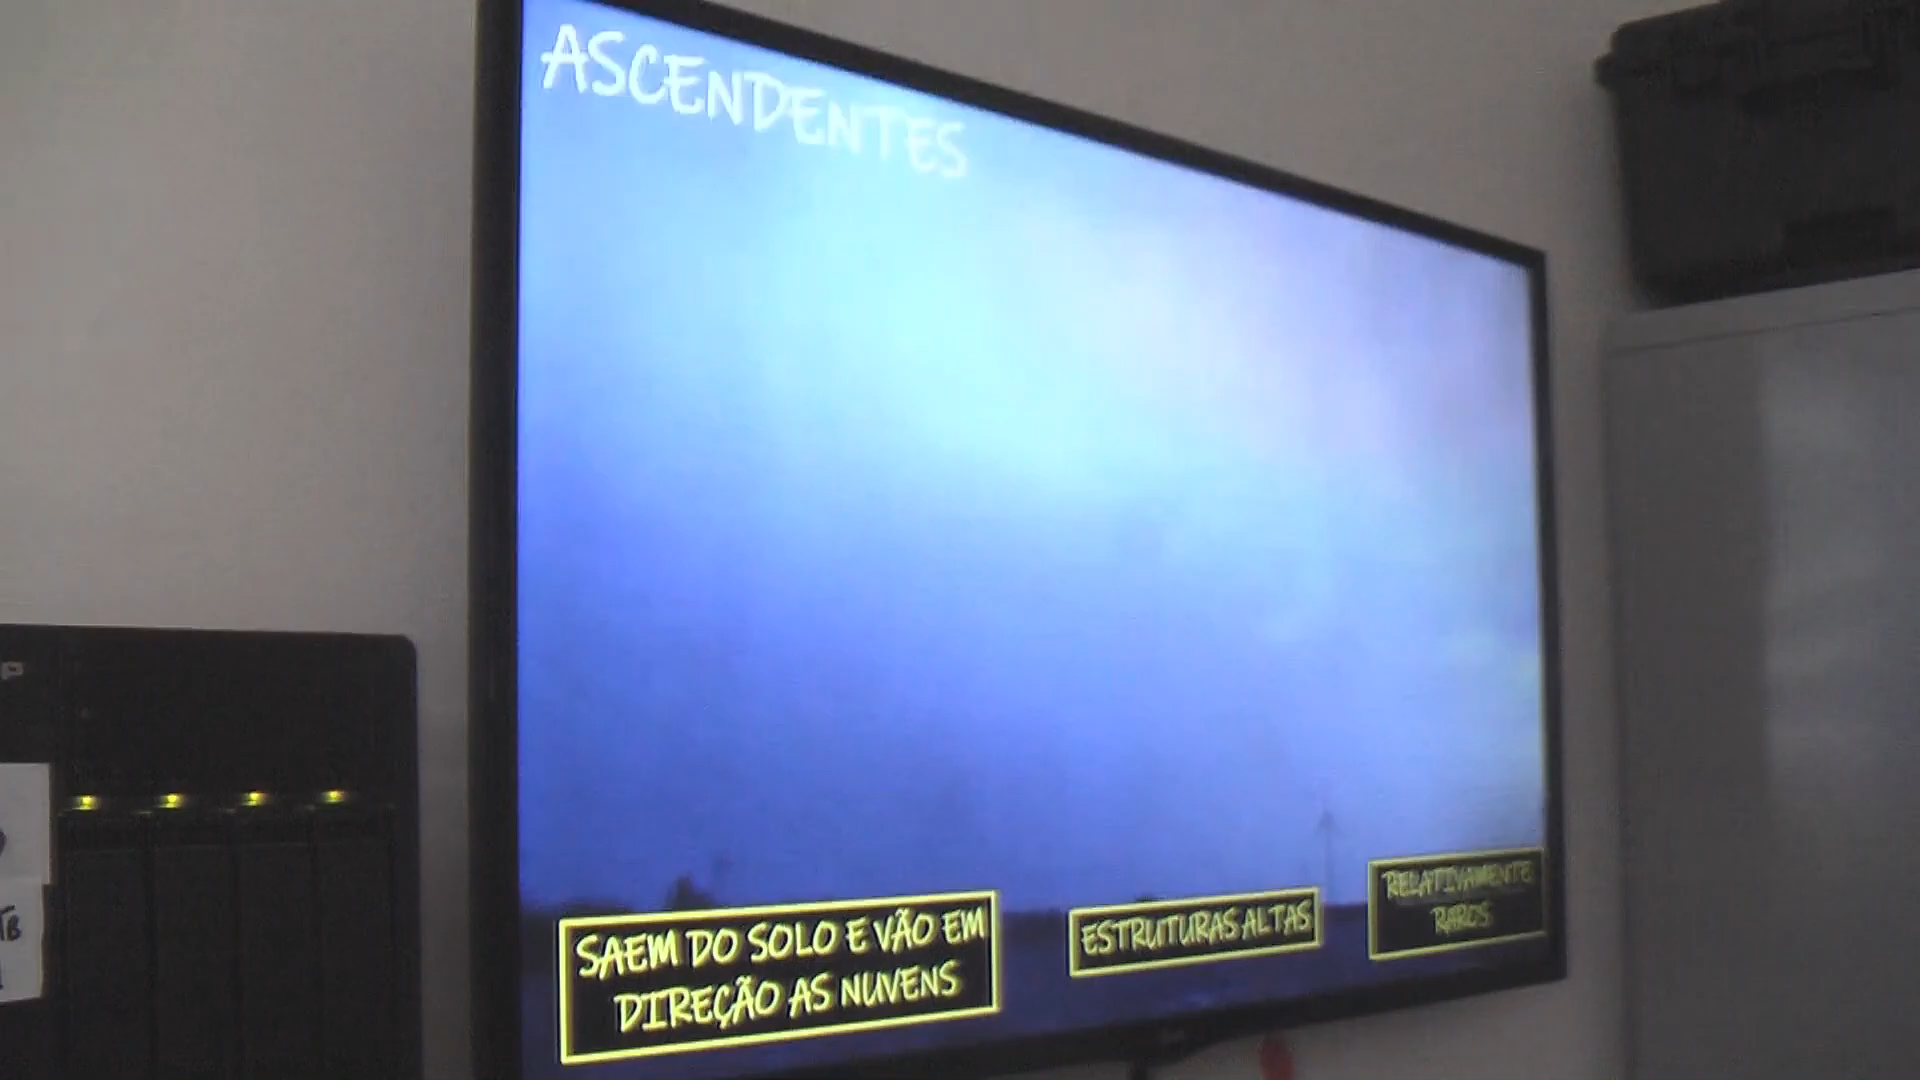 ASCENDENTES
SAEM DO SOLO E VÃO EM
DIREÇÃO AS NUVENS
ESTRUTURAS ALTAS
RELATIVAMENTE
RAROS